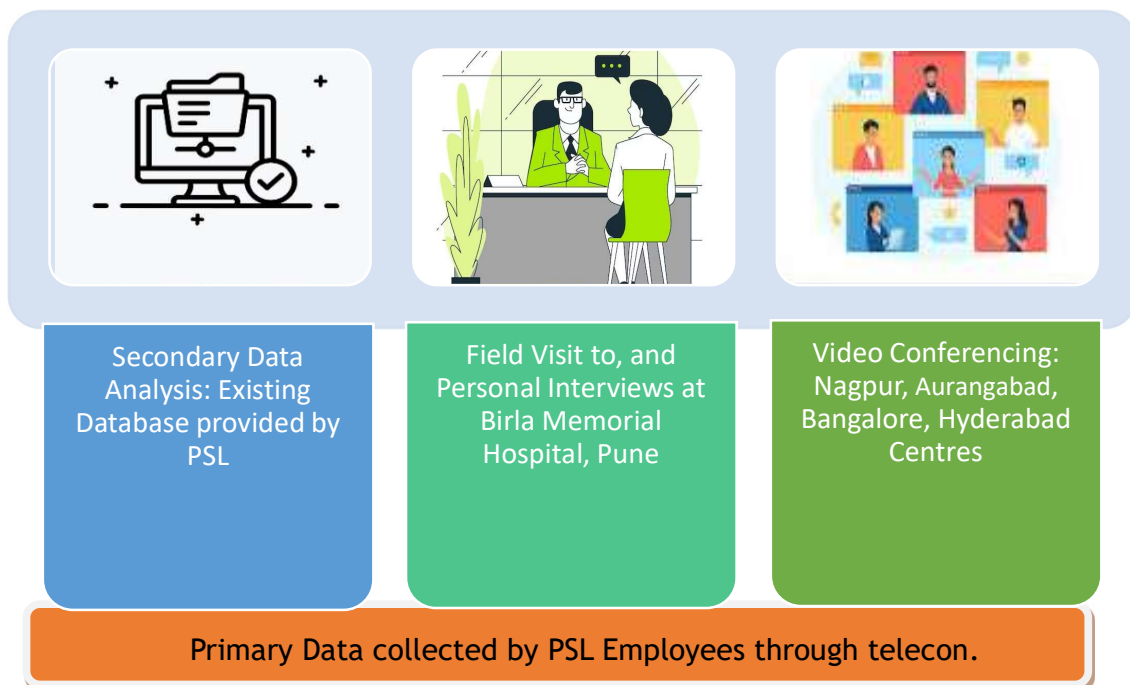 Secondary Data
Analysis: Existing
Database provided by
PSL
Field Visit to, and
Personal Interviews at
Birla Memorial
Hospital, Pune
Video Conferencing:
Nagpur, Aurangabad,
Bangalore, Hyderabad
Centres
Primary Data collected by PSL Employees through telecon.